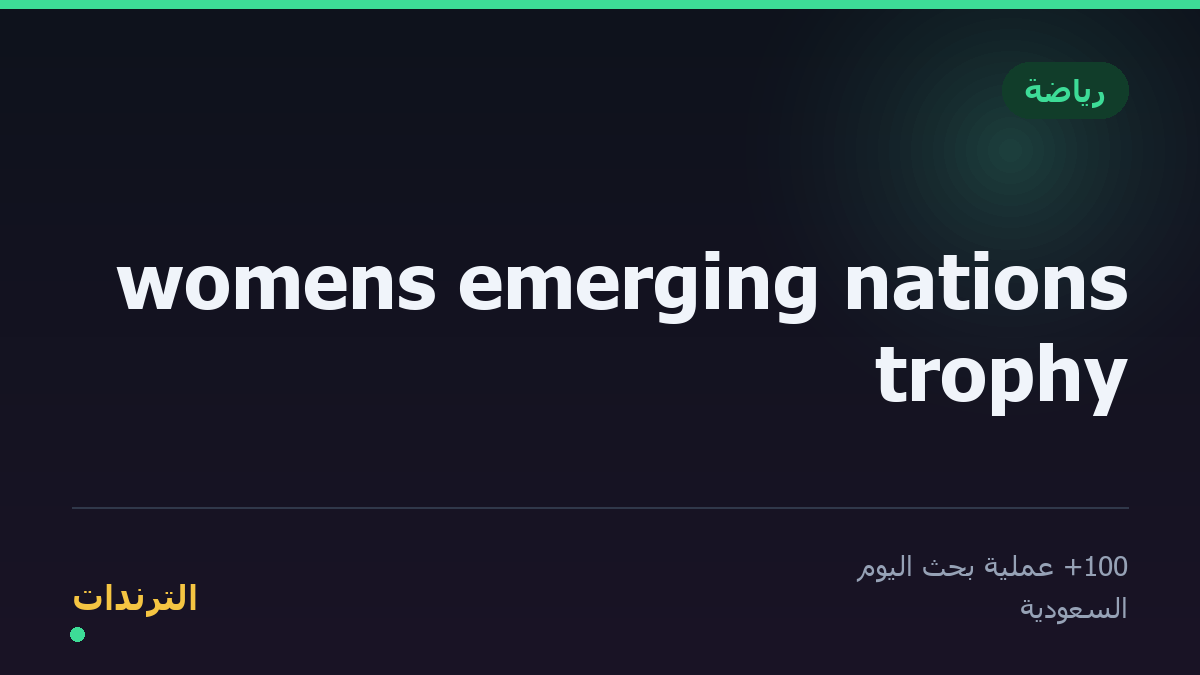 رياضة
womens emerging nations
trophy
100+ عملية بحث اليوم
السعودية
الترندات